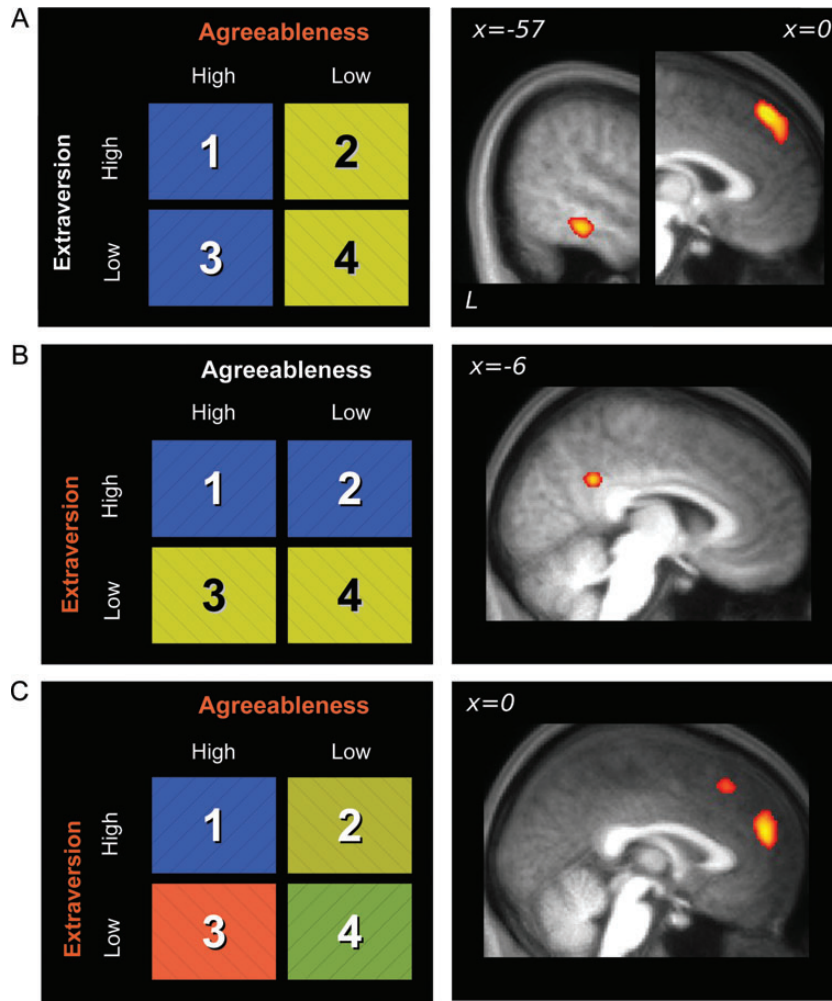 A
Agreeableness
High Low
Extraversion
High
Low
1 2
3 4
x=-57 x=0
L
B
Agreeableness
High Low
Extraversion
High
Low
1 2
3 4
x=-6
C
Agreeableness
High Low
Extraversion
High
Low
1 2
3 4
x=0